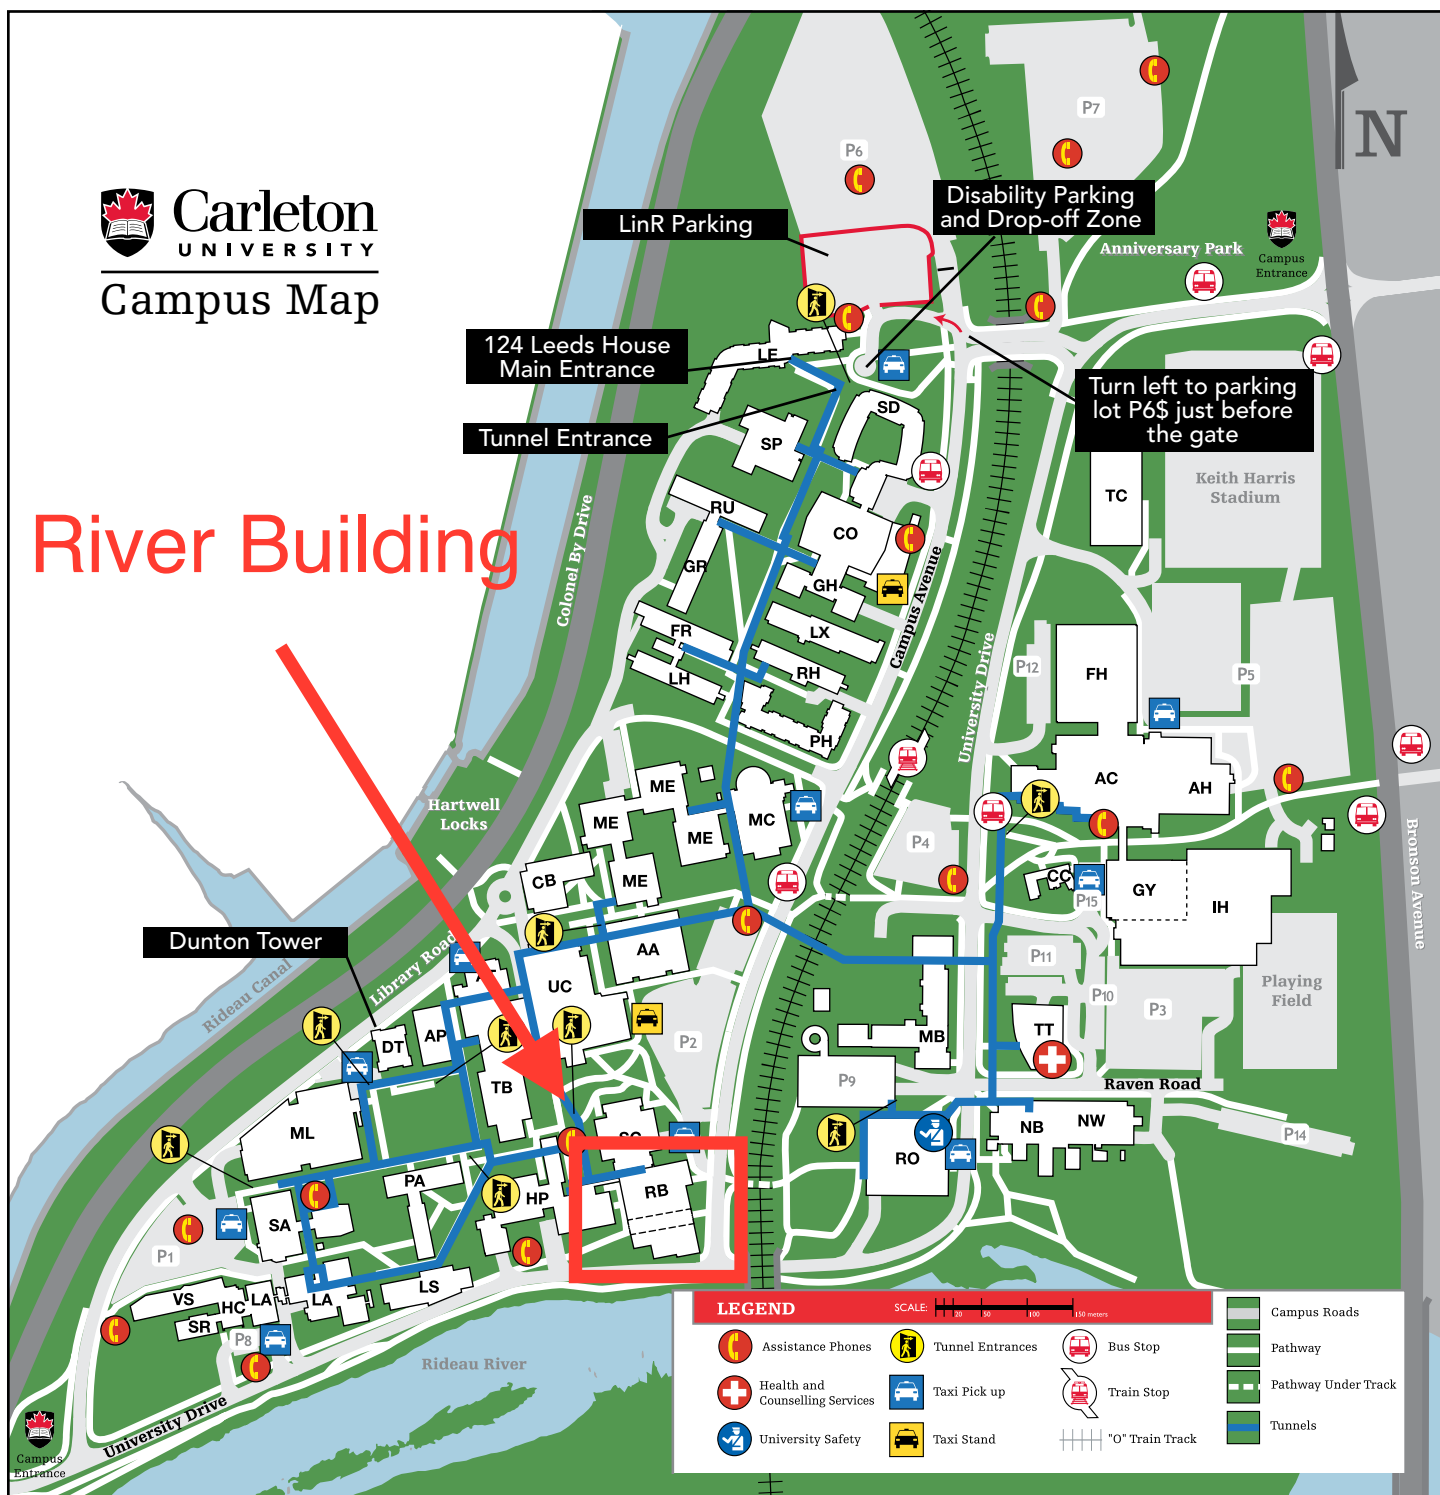 Carleton
UNIVERSITY
Campus Map
N
P7
P6
Disability Parking
and Drop-off Zone
LinR Parking
Anniversary Park
Campus
Entrance
124 Leeds House
Main Entrance
LE
Turn left to parking
lot P6$ just before
the gate
SD
Tunnel Entrance
SP
Keith Harris
Stadium
TC
RU
River Building
CO
Colonel By Drive
GR
GH
Campus Avenue
FR
LX
University Drive
RH
LH
P12
FH
P5
PH
ME
AC
AH
Hartwell
Locks
ME
MC
ME
P4
Bronson Avenue
CB
ME
CC
GY
P15
IH
Dunton Tower
Library Road
AA
P11
Rideau Canal
UC
P10
P3
Playing
Field
AP
DT
P2
TT
MB
TB
P9
Raven Road
ML
SC
NB
NW
P14
RO
PA
HP
RB
SA
P1
LS
VS
HC
LA
LA
SR
P8
Rideau River
University Drive
Campus
Entrance
LEGEND
SCALE:
20
50
100
150 meters
Campus Roads
Assistance Phones
Tunnel Entrances
Bus Stop
Pathway
Health and
Counselling Services
Taxi Pick up
Train Stop
Pathway Under Track
University Safety
Taxi Stand
"O" Train Track
Tunnels